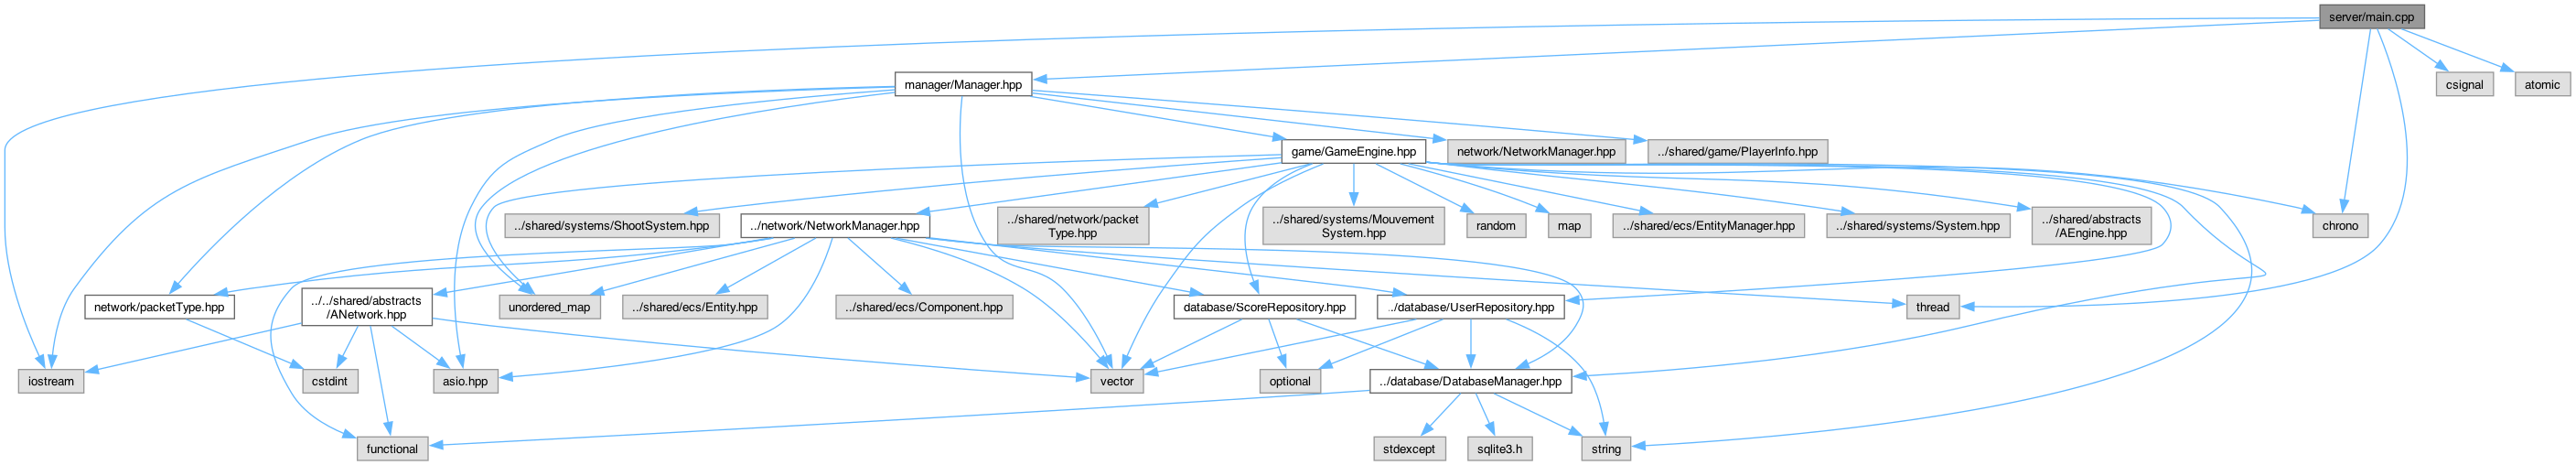 server/main.cpp
manager/Manager.hpp
csignal
atomic
game/GameEngine.hpp
network/NetworkManager.hpp
../shared/game/PlayerInfo.hpp
../shared/systems/ShootSystem.hpp
../network/NetworkManager.hpp
../shared/network/packet
Type.hpp
../shared/systems/Mouvement
System.hpp
random
map
../shared/ecs/EntityManager.hpp
../shared/systems/System.hpp
../shared/abstracts
/AEngine.hpp
chrono
network/packetType.hpp
../../shared/abstracts
/ANetwork.hpp
unordered_map
../shared/ecs/Entity.hpp
../shared/ecs/Component.hpp
database/ScoreRepository.hpp
../database/UserRepository.hpp
thread
iostream
cstdint
asio.hpp
vector
optional
../database/DatabaseManager.hpp
functional
stdexcept
sqlite3.h
string